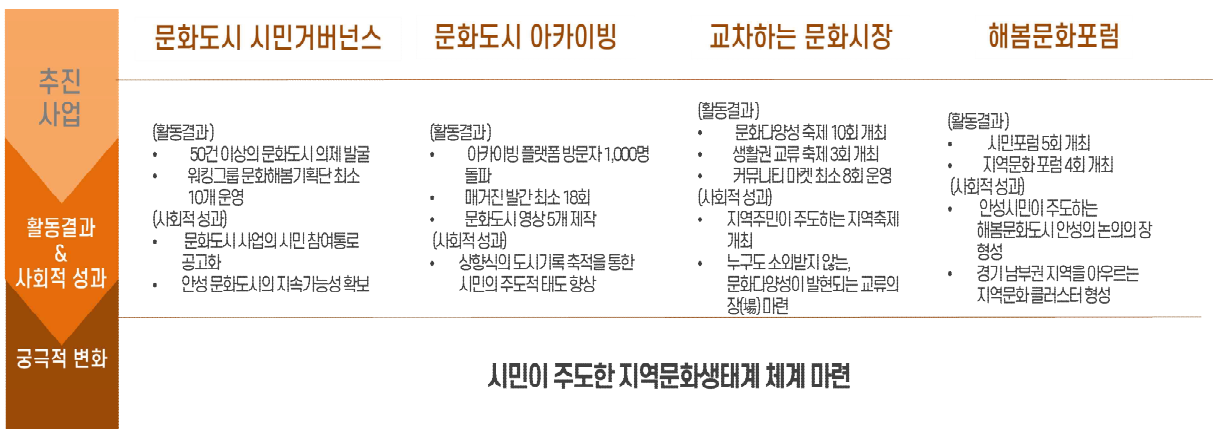 문화도시 시민거버넌스
문화도시 아카이빙
교차하는 문화시장
해봄문화포럼
추진
사업
(활동결과)
• 50건 이상의 문화도시 의제 발굴
• 워킹그룹 문화해봄기획단 최소
10개 운영
(사회적 성과)
• 문화도시 사업의 시민 참여통로
공고화
• 안성 문화도시의 지속가능성 확보
(활동결과)
• 아카이빙 플랫폼 방문자 1,000명
돌파
• 매거진 발간 최소 18회
• 문화도시 영상 5개 제작
(사회적 성과)
• 상향식의 도시기록 축적을 통한
시민의 주도적 태도 향상
(활동결과)
• 문화다양성 축제 10회 개최
• 생활권 교류 축제 3회 개최
• 커뮤니티 마켓 최소 8회 운영
(사회적 성과)
• 지역주민이 주도하는 지역축제
개최
• 누구도 소외받지 않는,
문화다양성이 발현되는 교류의
장(場) 마련
(활동결과)
• 시민포럼 5회 개최
• 지역문화 포럼 4회 개최
(사회적 성과)
• 안성시민이 주도하는
해봄문화도시 안성의 논의의 장
형성
• 경기 남부권 지역을 아우르는
지역문화 클러스터 형성
활동결과
&
사회적 성과
궁극적 변화
시민이 주도한 지역문화생태계 체계 마련